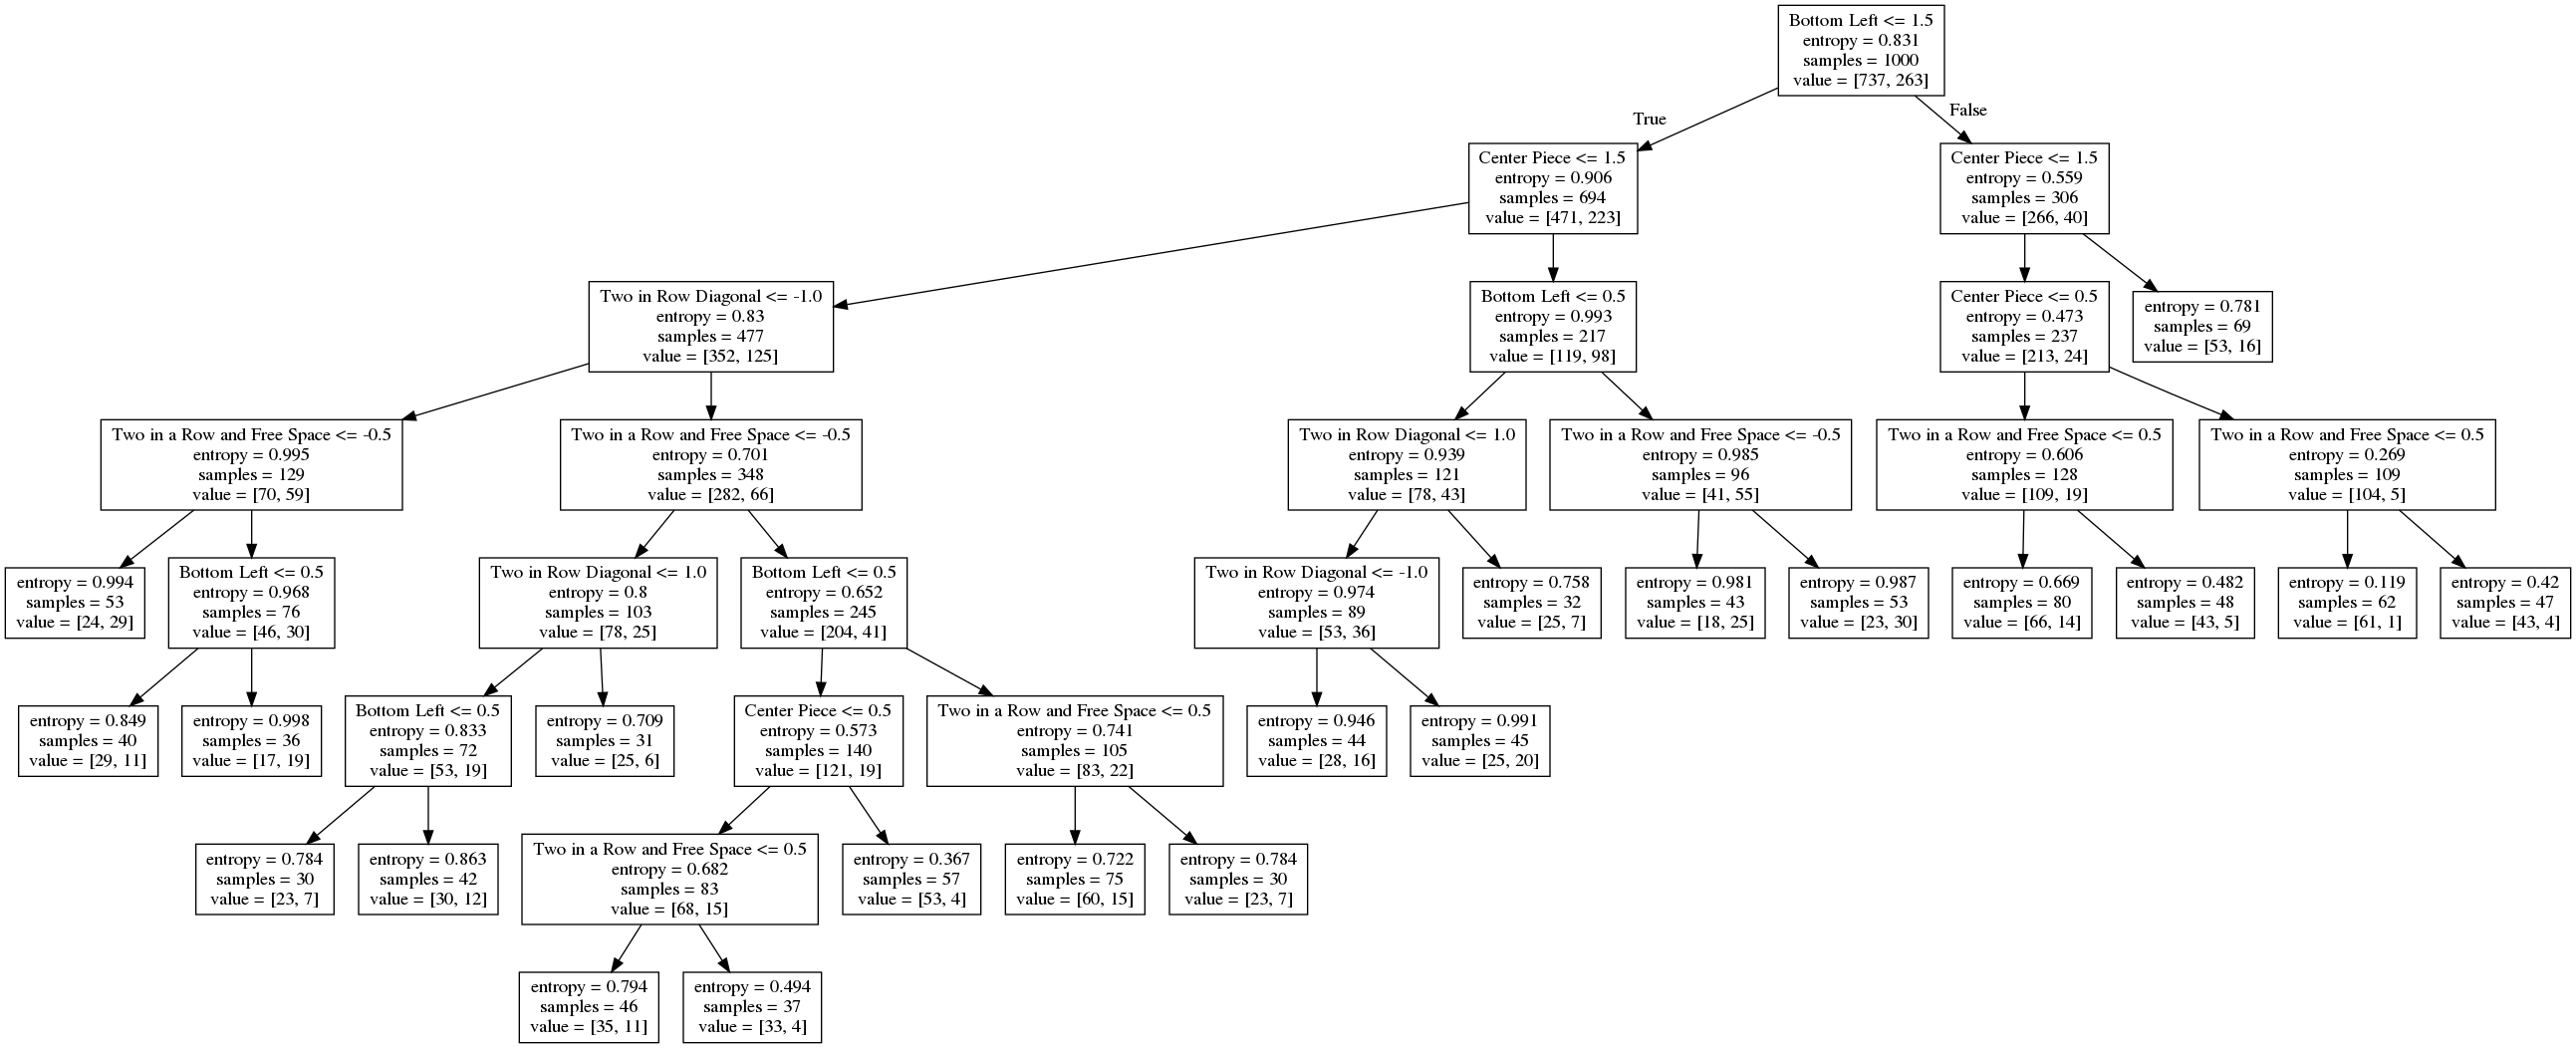 Bottom Left <= 1.5
entropy = 0.831
samples = 1000
value = [737, 263]
True
False
Center Piece <= 1.5
entropy = 0.906
samples = 694
value = [471, 223]
Center Piece <= 1.5
entropy = 0.559
samples = 306
value = [266, 40]
Two in Row Diagonal <= -1.0
entropy = 0.83
samples = 477
value = [352, 125]
Bottom Left <= 0.5
entropy = 0.993
samples = 217
value = [119, 98]
Center Piece <= 0.5
entropy = 0.473
samples = 237
value = [213, 24]
entropy = 0.781
samples = 69
value = [53, 16]
Two in a Row and Free Space <= -0.5
entropy = 0.995
samples = 129
value = [70, 59]
Two in a Row and Free Space <= -0.5
entropy = 0.701
samples = 348
value = [282, 66]
Two in Row Diagonal <= 1.0
entropy = 0.939
samples = 121
value = [78, 43]
Two in a Row and Free Space <= -0.5
entropy = 0.985
samples = 96
value = [41, 55]
Two in a Row and Free Space <= 0.5
entropy = 0.606
samples = 128
value = [109, 19]
Two in a Row and Free Space <= 0.5
entropy = 0.269
samples = 109
value = [104, 5]
entropy = 0.994
samples = 53
value = [24, 29]
Bottom Left <= 0.5
entropy = 0.968
samples = 76
value = [46, 30]
Two in Row Diagonal <= 1.0
entropy = 0.8
samples = 103
value = [78, 25]
Bottom Left <= 0.5
entropy = 0.652
samples = 245
value = [204, 41]
Two in Row Diagonal <= -1.0
entropy = 0.974
samples = 89
value = [53, 36]
entropy = 0.758
samples = 32
value = [25, 7]
entropy = 0.981
samples = 43
value = [18, 25]
entropy = 0.987
samples = 53
value = [23, 30]
entropy = 0.669
samples = 80
value = [66, 14]
entropy = 0.482
samples = 48
value = [43, 5]
entropy = 0.119
samples = 62
value = [61, 1]
entropy = 0.42
samples = 47
value = [43, 4]
entropy = 0.849
samples = 40
value = [29, 11]
entropy = 0.998
samples = 36
value = [17, 19]
Bottom Left <= 0.5
entropy = 0.833
samples = 72
value = [53, 19]
entropy = 0.709
samples = 31
value = [25, 6]
Center Piece <= 0.5
entropy = 0.573
samples = 140
value = [121, 19]
Two in a Row and Free Space <= 0.5
entropy = 0.741
samples = 105
value = [83, 22]
entropy = 0.946
samples = 44
value = [28, 16]
entropy = 0.991
samples = 45
value = [25, 20]
entropy = 0.784
samples = 30
value = [23, 7]
entropy = 0.863
samples = 42
value = [30, 12]
Two in a Row and Free Space <= 0.5
entropy = 0.682
samples = 83
value = [68, 15]
entropy = 0.367
samples = 57
value = [53, 4]
entropy = 0.722
samples = 75
value = [60, 15]
entropy = 0.784
samples = 30
value = [23, 7]
entropy = 0.794
samples = 46
value = [35, 11]
entropy = 0.494
samples = 37
value = [33, 4]